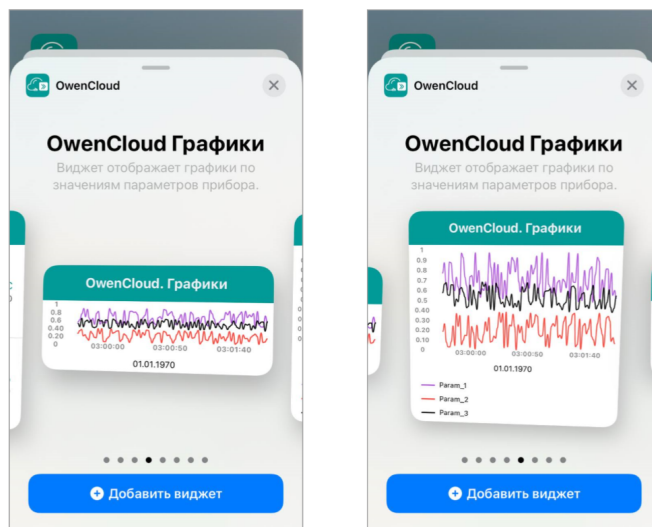 OwenCloud
OwenCloud Графики
Виджет отображает графики по
значениям параметров прибора.
OwenCloud. Графики
1
0.8
0.6
0.40
0.20
0
03:00:00 03:00:50 03:01:40
01.01.1970
Добавить виджет
OwenCloud
OwenCloud Графики
Виджет отображает графики по
значениям параметров прибора.
OwenCloud. Графики
1
0.9
0.8
0.7
0.6
0.5
0.40
0.30
0.20
0.10
0
03:00:00 03:00:50 03:01:40
01.01.1970
Param_1
Param_2
Param_3
Добавить виджет